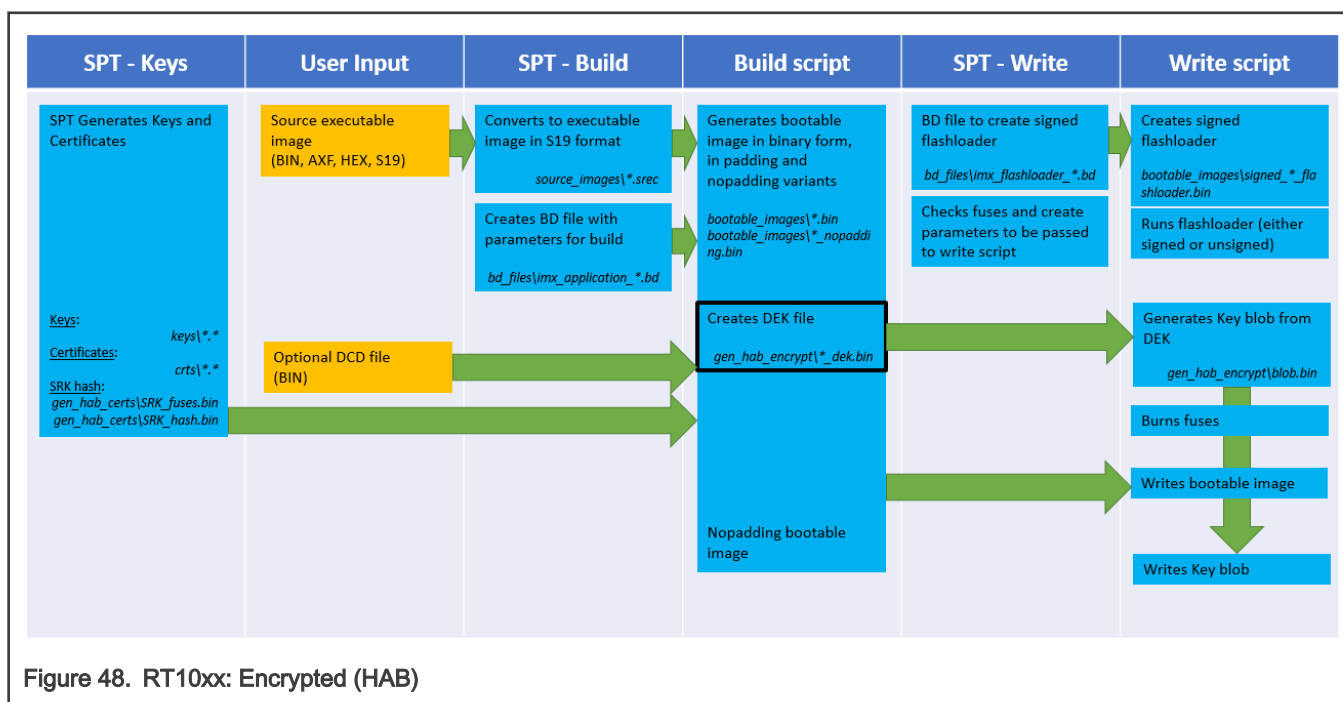 SPT - Keys
User Input
SPT - Build
Build script
SPT - Write
Write script
SPT Generates Keys and
Certificates
Keys:
keys\*.*
Certificates:
crts\*.*
SRK hash:
gen_hab_certs\SRK_fuses.bin
gen_hab_certs\SRK_hash.bin
Source executable
image
(BIN, AXF, HEX, S19)
Optional DCD file
(BIN)
Converts to executable
image in S19 format
source_images\*.srec
Creates BD file with
parameters for build
bd_files\imx_application_*.bd
Generates bootable
image in binary form,
in padding and
nopadding variants
bootable_images\*.bin
bootable_images\*_nopaddi
ng.bin
Creates DEK file
gen_hab_encrypt\*_dek.bin
Nopadding bootable
image
BD file to create signed
flashloader
bd_files\imx_flashloader_*.bd
Checks fuses and create
parameters to be passed
to write script
Creates signed
flashloader
bootable_images\signed_*_fla
shloader.bin
Runs flashloader (either
signed or unsigned)
Generates Key blob from
DEK
gen_hab_encrypt\blob.bin
Burns fuses
Writes bootable image
Writes Key blob
Figure 48. RT10xx: Encrypted (HAB)